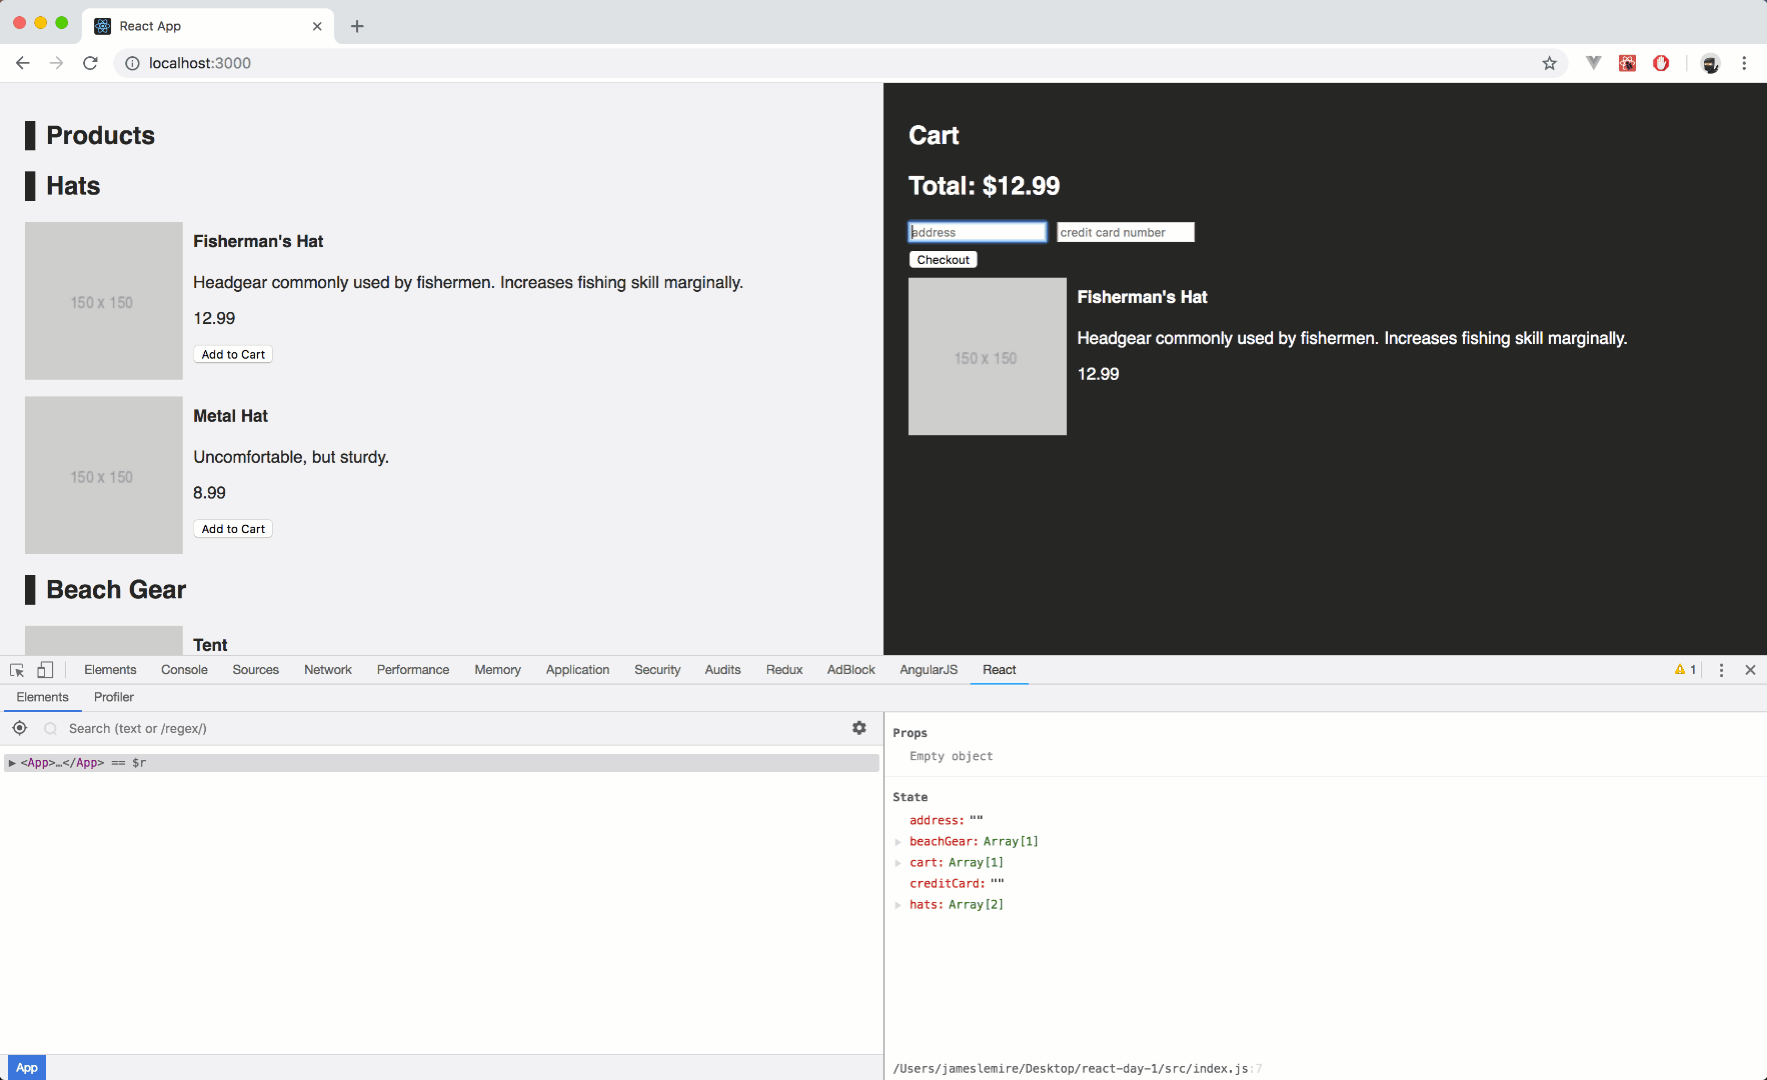 React App
localhost:3000
Products
Hats
150 x 150
Fisherman's Hat
Headgear commonly used by fishermen. Increases fishing skill marginally.
12.99
Add to Cart
150 x 150
Metal Hat
Uncomfortable, but sturdy.
8.99
Add to Cart
Beach Gear
Tent
Cart
Total: $12.99
address
credit card number
Checkout
150 x 150
Fisherman's Hat
Headgear commonly used by fishermen. Increases fishing skill marginally.
12.99
Elements Console Sources Network Performance Memory Application Security Audits Redux AdBlock AngularJS React 1
Elements Profiler
Search (text or /regex/)
<App>…</App> == $r
App
Props
Empty object
State
address: ""
beachGear: Array[1]
cart: Array[1]
creditCard: ""
hats: Array[2]
/Users/jameslemire/Desktop/react-day-1/src/index.js:7